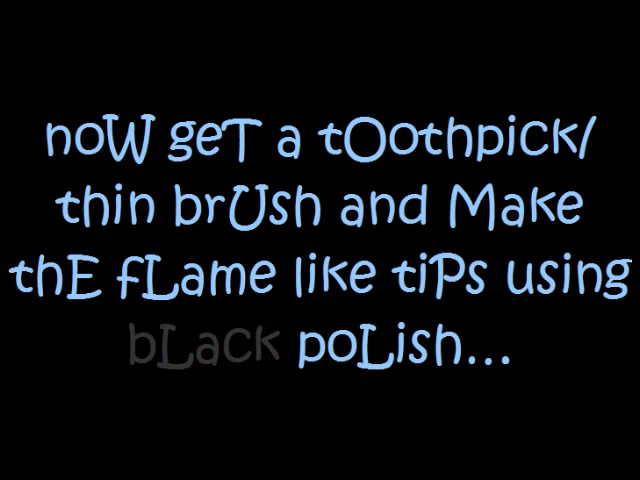 noW geT a tOothpick/
thin brUsh and Make
thE fLame like tiPs using
bLack poLish...